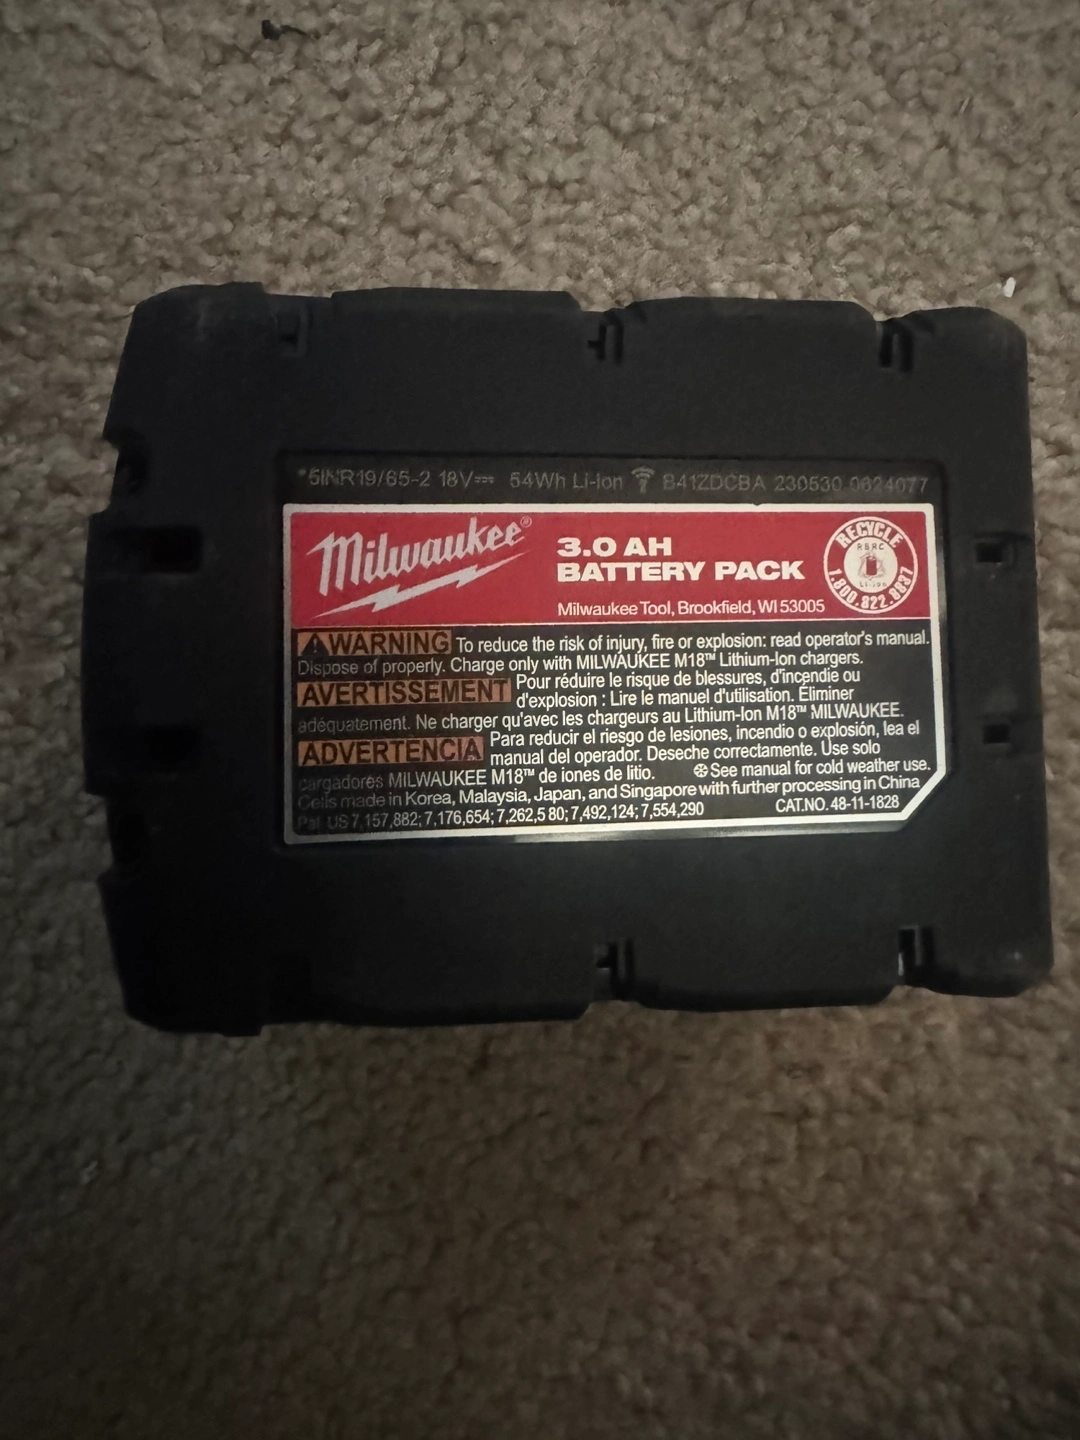 *5INR19/65-2 18V⎓ 54Wh Li-Ion B41ZDCBA 230530 0624077
Milwaukee®
3.0 AH
BATTERY PACK
Milwaukee Tool, Brookfield, WI 53005
RECYCLE
RBRC
Li-Ion
1.800.822.8837
⚠WARNING To reduce the risk of injury, fire or explosion: read operator's manual.
Dispose of properly. Charge only with MILWAUKEE M18™ Lithium-Ion chargers.
AVERTISSEMENT Pour réduire le risque de blessures, d'incendie ou
d'explosion : Lire le manuel d'utilisation. Éliminer
adéquatement. Ne charger qu'avec les chargeurs au Lithium-Ion M18™ MILWAUKEE.
ADVERTENCIA Para reducir el riesgo de lesiones, incendio o explosión, lea el
manual del operador. Deseche correctamente. Use solo
cargadores MILWAUKEE M18™ de iones de litio. ❄See manual for cold weather use.
Cells made in Korea, Malaysia, Japan, and Singapore with further processing in China
Pat. US 7,157,882; 7,176,654; 7,262,580; 7,492,124; 7,554,290 CAT.NO. 48-11-1828